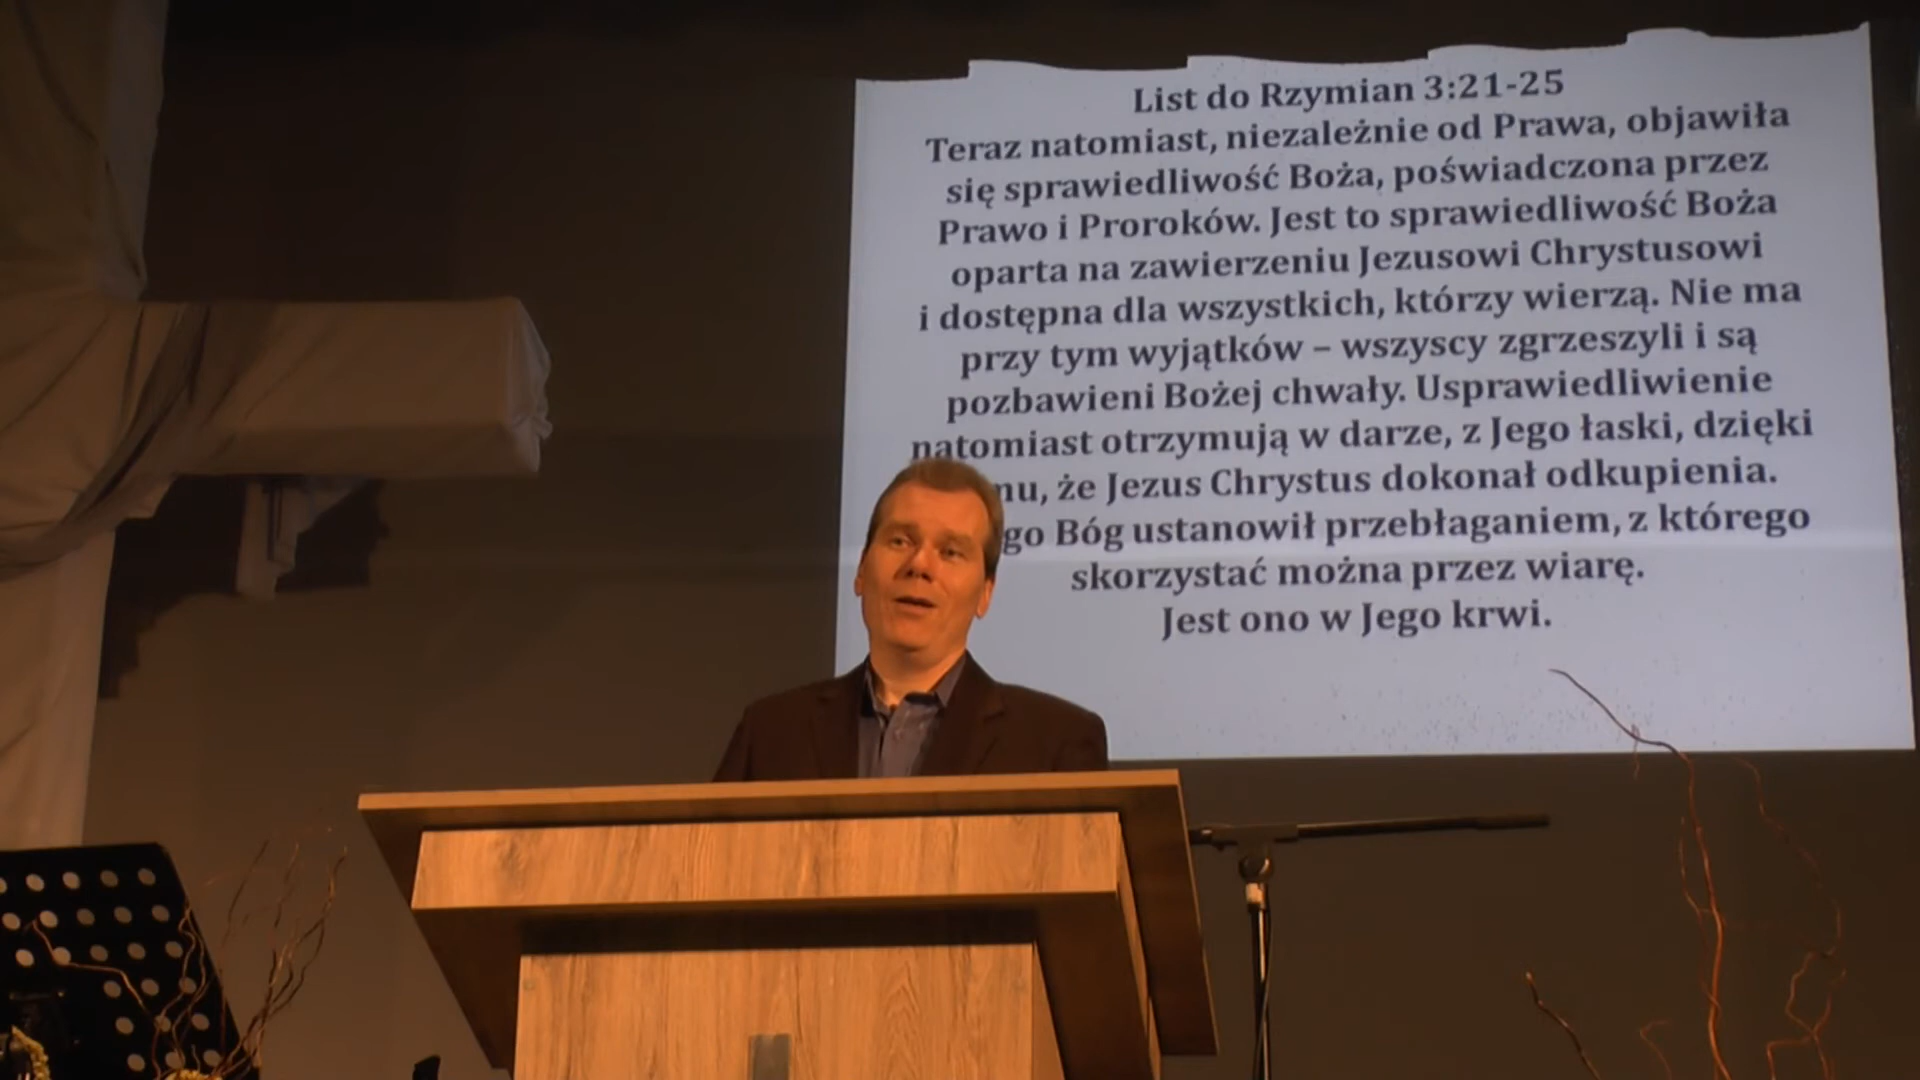 List do Rzymian 3:21-25
Teraz natomiast, niezależnie od Prawa, objawiła
się sprawiedliwość Boża, poświadczona przez
Prawo i Proroków. Jest to sprawiedliwość Boża
oparta na zawierzeniu Jezusowi Chrystusowi
i dostępna dla wszystkich, którzy wierzą. Nie ma
przy tym wyjątków – wszyscy zgrzeszyli i są
pozbawieni Bożej chwały. Usprawiedliwienie
natomiast otrzymują w darze, z Jego łaski, dzięki
że Jezus Chrystus dokonał odkupienia.
Bóg ustanowił przebłaganiem, z którego
skorzystać można przez wiarę.
Jest ono w Jego krwi.